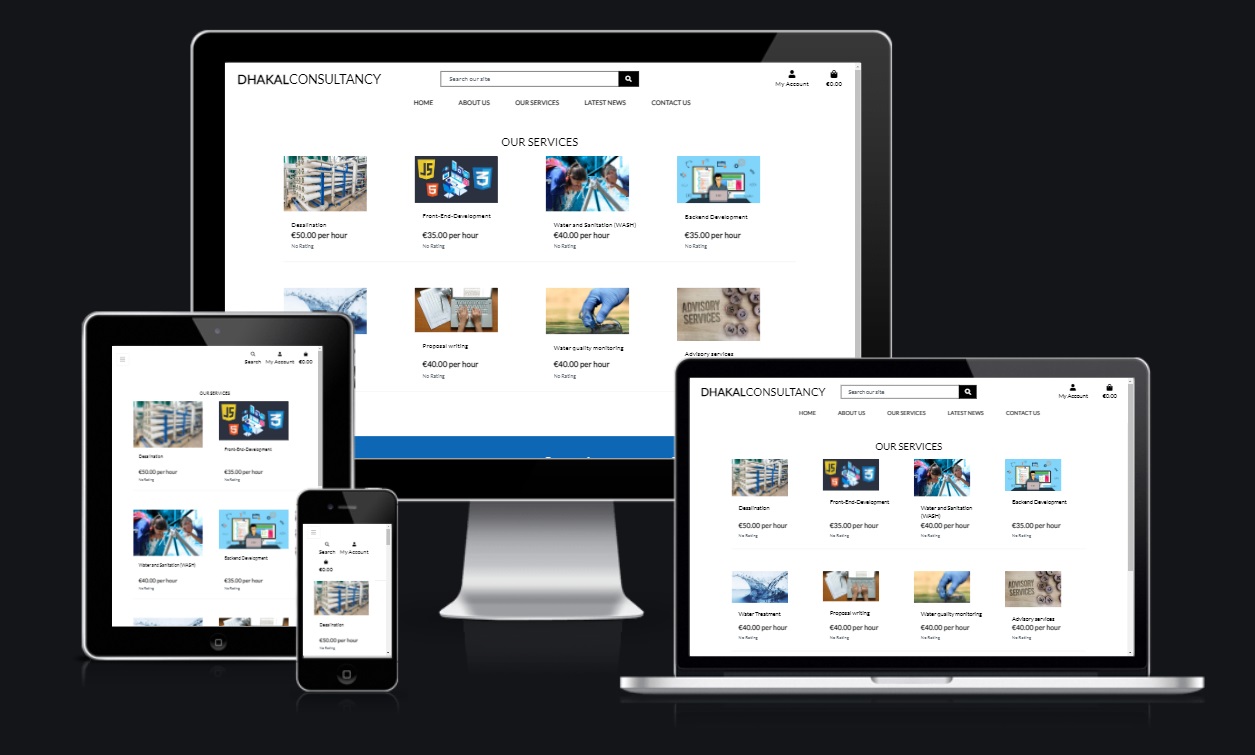 DHAKALCONSULTANCY
Search our site
My Account
€0.00
HOME ABOUT US OUR SERVICES LATEST NEWS CONTACT US
OUR SERVICES
JS
5 3
Desalination
€50.00 per hour
No Rating
Front-End-Development
€35.00 per hour
No Rating
Water and Sanitation (WASH)
€40.00 per hour
No Rating
Backend Development
€35.00 per hour
No Rating
ADVISORY
SERVICES
Proposal writing
€40.00 per hour
No Rating
Water quality monitoring
€40.00 per hour
No Rating
Advisory services
Search My Account €0.00
OUR SERVICES
JS
5 3
Desalination
€50.00 per hour
No Rating
Front-End-Development
€35.00 per hour
No Rating
Water and Sanitation (WASH)
€40.00 per hour
No Rating
Backend Development
€35.00 per hour
No Rating
Search My Account
€0.00
Desalination
€50.00 per hour
No Rating
DHAKALCONSULTANCY
Search our site
My Account
€0.00
HOME ABOUT US OUR SERVICES LATEST NEWS CONTACT US
OUR SERVICES
JS
5 3
Desalination
€50.00 per hour
No Rating
Front-End-Development
€35.00 per hour
No Rating
Water and Sanitation
(WASH)
€40.00 per hour
No Rating
Backend Development
€35.00 per hour
No Rating
ADVISORY
SERVICES
Water Treatment
€40.00 per hour
No Rating
Proposal writing
€40.00 per hour
No Rating
Water quality monitoring
€40.00 per hour
No Rating
Advisory services
€40.00 per hour
No Rating